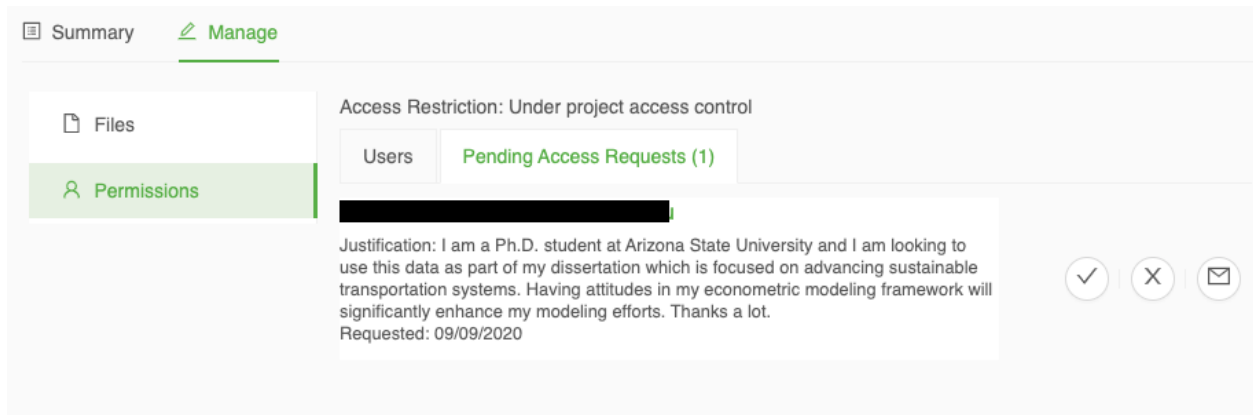 Summary
Manage
Files
Permissions
Access Restriction: Under project access control
Users
Pending Access Requests (1)
Justification: I am a Ph.D. student at Arizona State University and I am looking to
use this data as part of my dissertation which is focused on advancing sustainable
transportation systems. Having attitudes in my econometric modeling framework will
significantly enhance my modeling efforts. Thanks a lot.
Requested: 09/09/2020
X